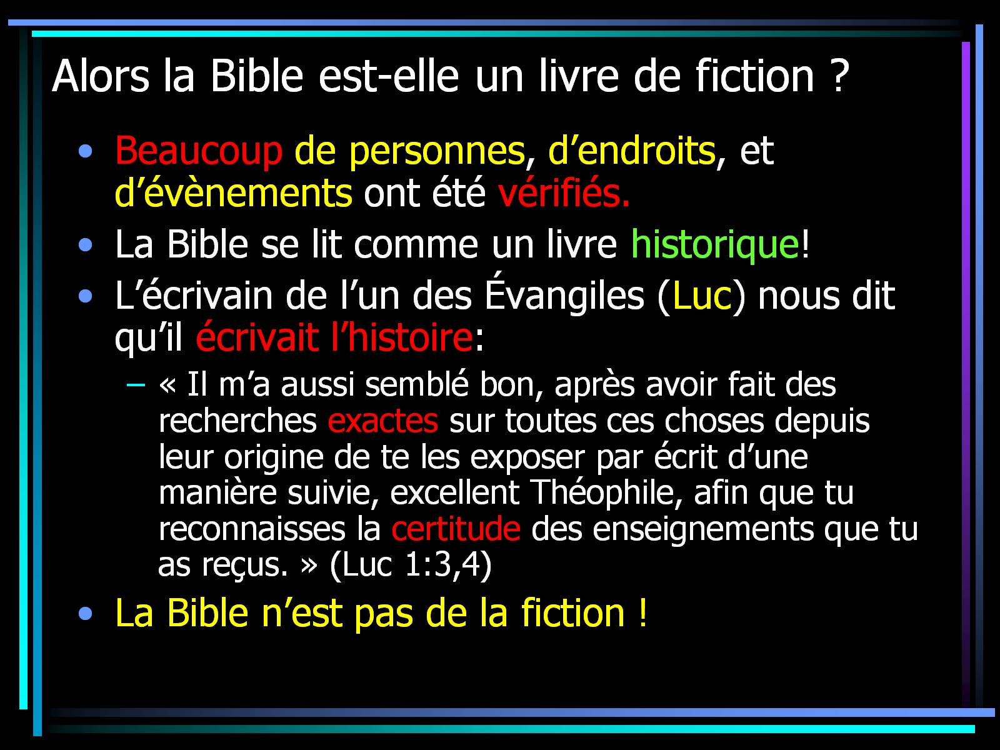 Alors la Bible est-elle un livre de fiction ?
• Beaucoup de personnes, d’endroits, et
d’évènements ont été vérifiés.
• La Bible se lit comme un livre historique!
• L’écrivain de l’un des Évangiles (Luc) nous dit
qu’il écrivait l’histoire:
– « Il m’a aussi semblé bon, après avoir fait des
recherches exactes sur toutes ces choses depuis
leur origine de te les exposer par écrit d’une
manière suivie, excellent Théophile, afin que tu
reconnaisses la certitude des enseignements que tu
as reçus. » (Luc 1:3,4)
• La Bible n’est pas de la fiction !